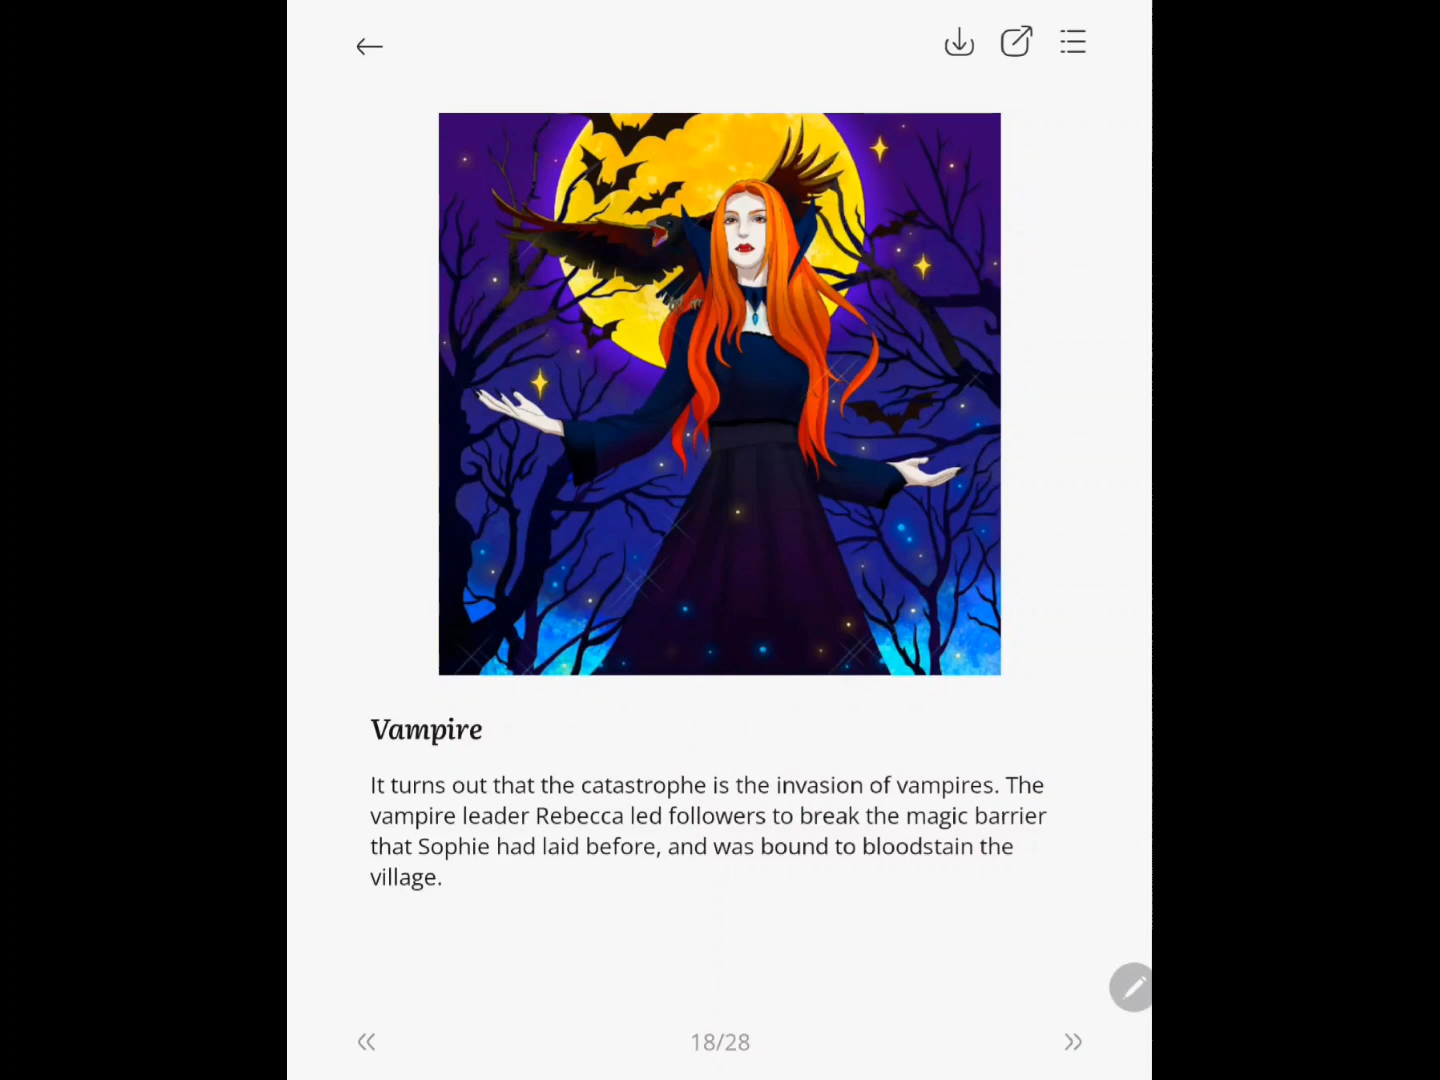 Vampire
It turns out that the catastrophe is the invasion of vampires. The
vampire leader Rebecca led followers to break the magic barrier
that Sophie had laid before, and was bound to bloodstain the
village.
18/28